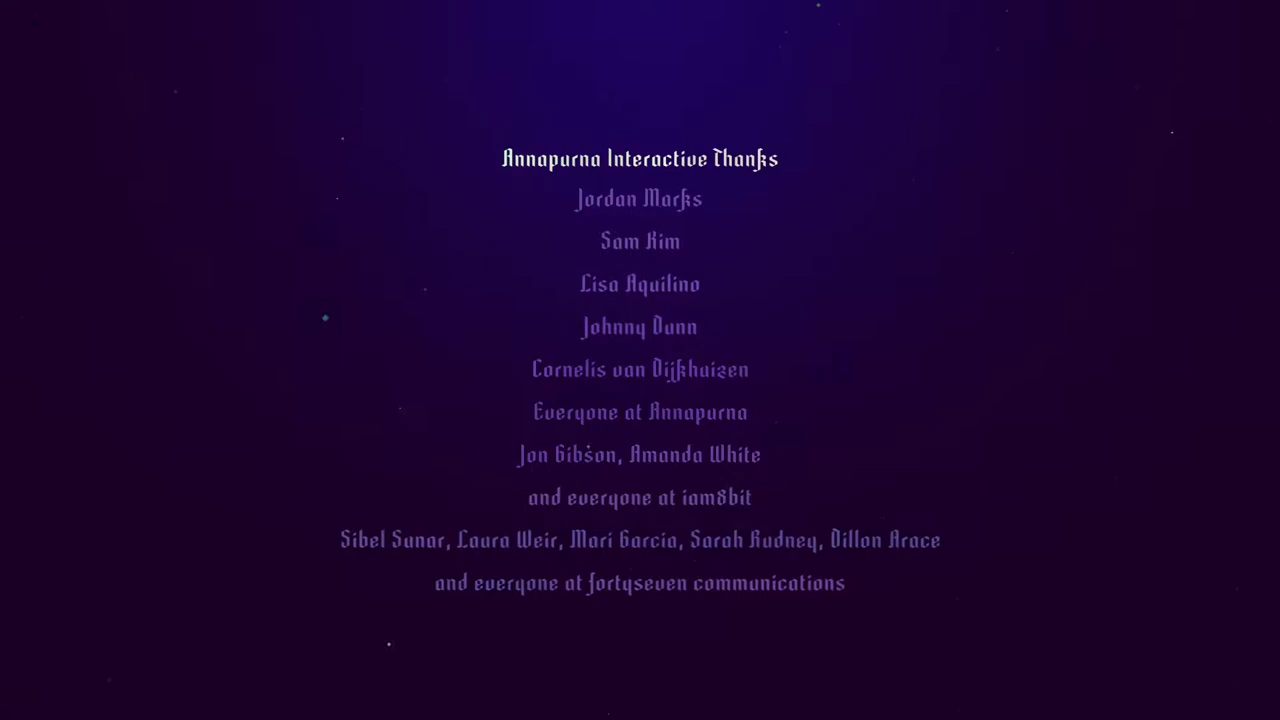 Annapurna Interactive Thanks
Jordan Marks
Sam Kim
Lisa Aquilino
Johnny Dunn
Cornelis van Dijkhuizen
Everyone at Annapurna
Jon Gibson, Amanda White
and everyone at iam8bit
Sibel Sunar, Laura Weir, Mari Garcia, Sarah Rudney, Dillon Arace
and everyone at fortyseven communications